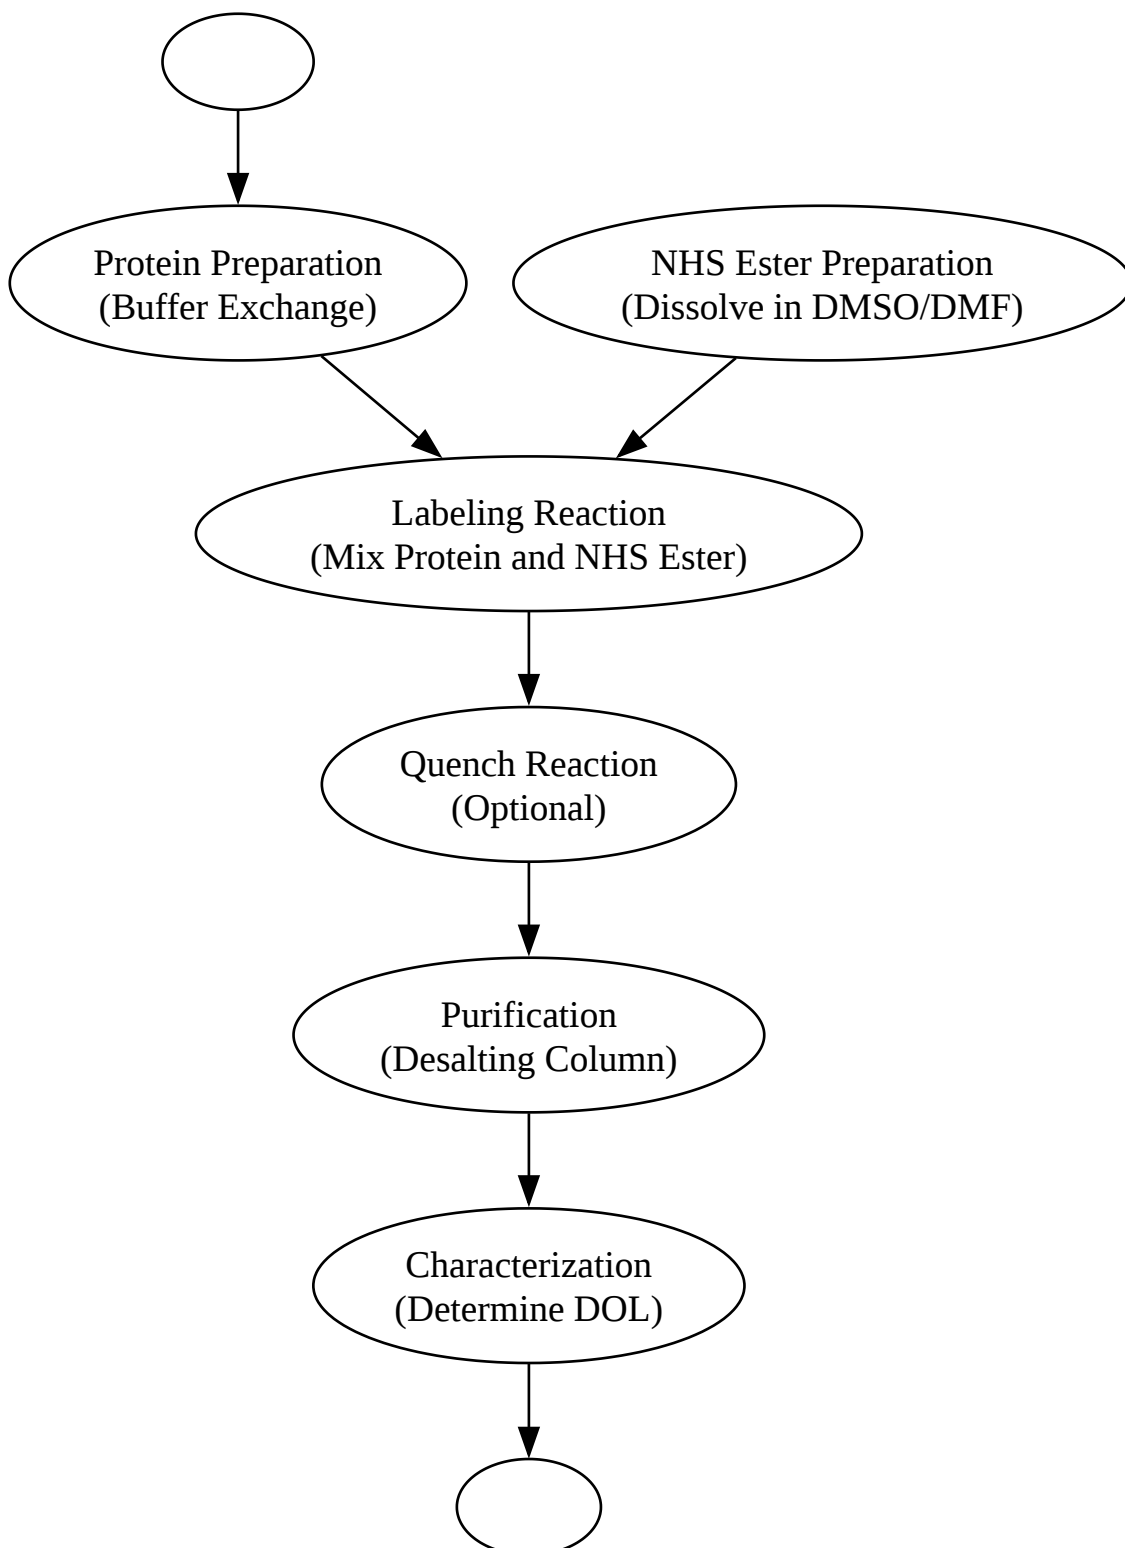 Protein Preparation
(Buffer Exchange)
NHS Ester Preparation
(Dissolve in DMSO/DMF)
Labeling Reaction
(Mix Protein and NHS Ester)
Quench Reaction
(Optional)
Purification
(Desalting Column)
Characterization
(Determine DOL)